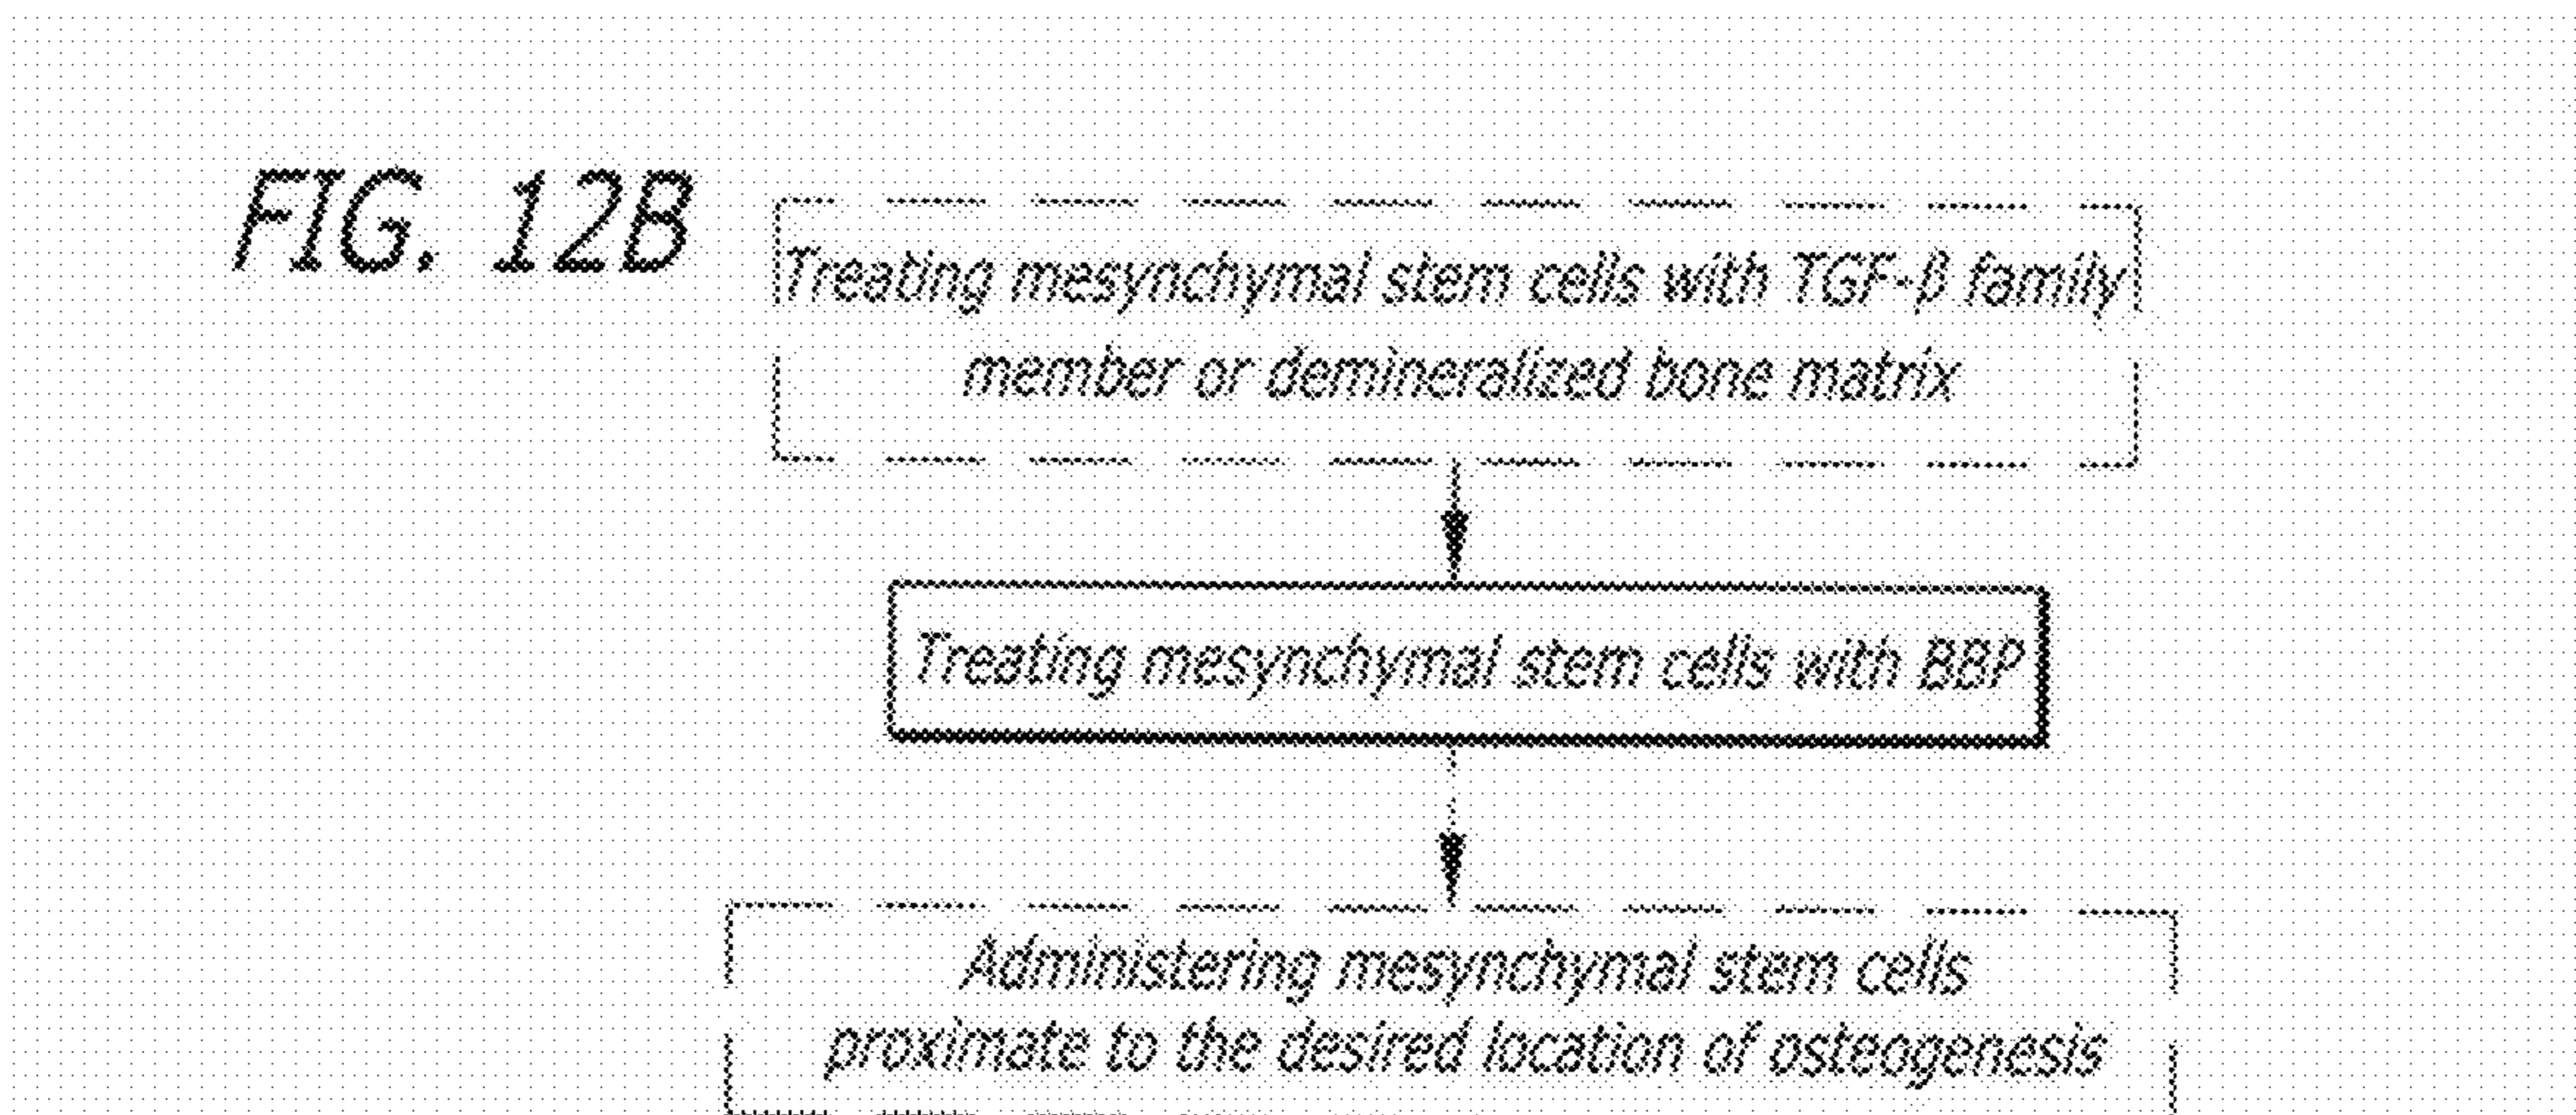 FIG. 12B
Treating mesynchymal stem cells with TGF-β family
member or demineralized bone matrix
Treating mesynchymal stem cells with BBP
Administering mesynchymal stem cells
proximate to the desired location of osteogenesis